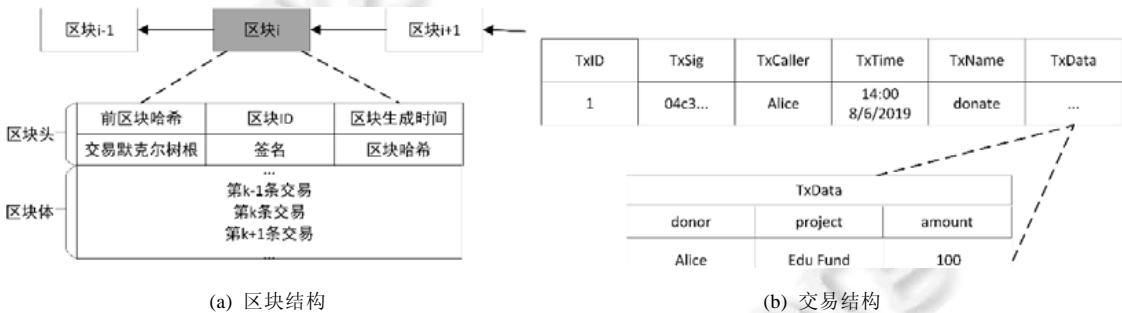 区块i-1 区块i 区块i+1
区块头
前区块哈希 区块ID 区块生成时间
交易默克尔树根 签名 区块哈希
区块体
...
第k-1条交易
第k条交易
第k+1条交易
...
(a) 区块结构
TxID TxSig TxCaller TxTime TxName TxData
1 04c3... Alice 14:00 8/6/2019 donate ...
TxData
donor project amount
Alice Edu Fund 100
(b) 交易结构